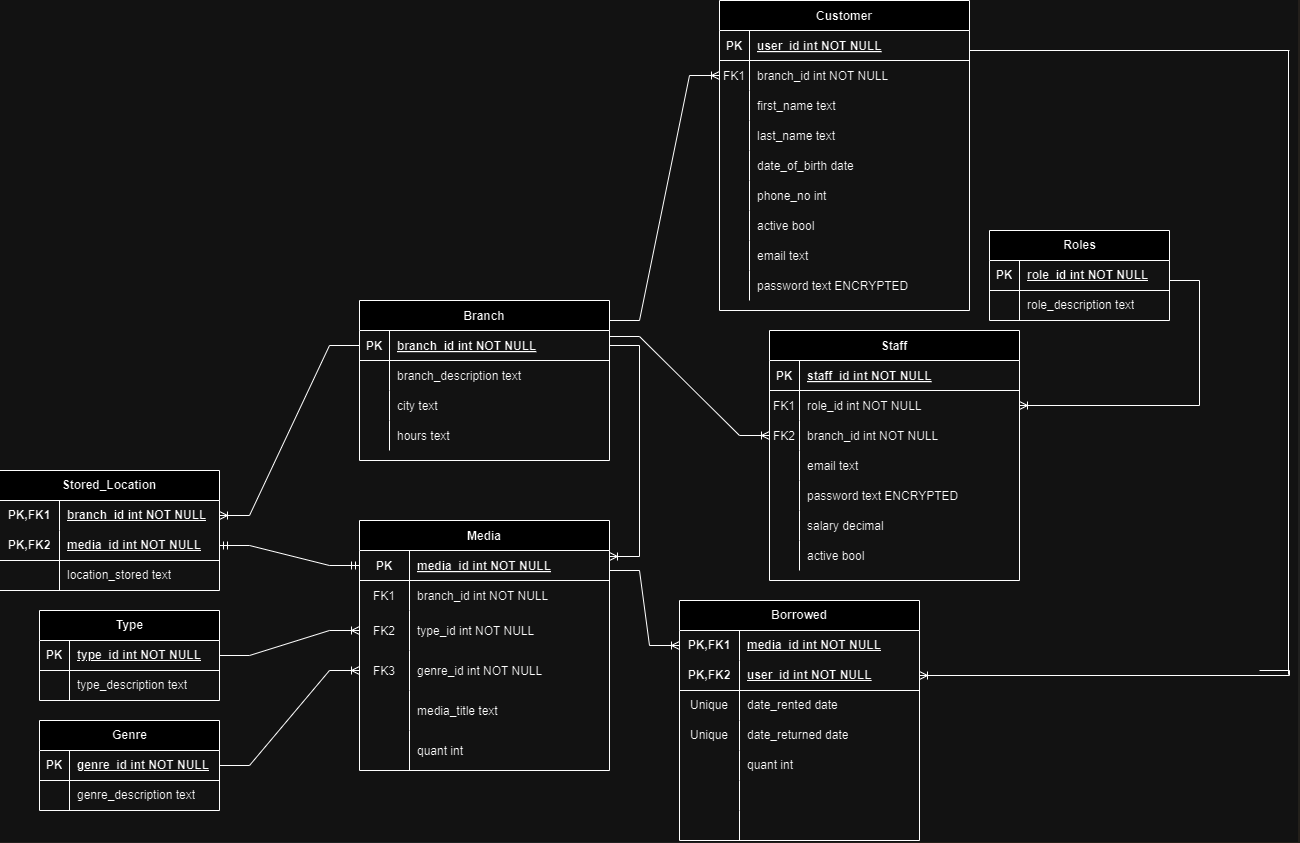 Customer
PK user_id int NOT NULL
FK1 branch_id int NOT NULL
first_name text
last_name text
date_of_birth date
phone_no int
active bool
email text
password text ENCRYPTED
Roles
PK role_id int NOT NULL
role_description text
Branch
PK branch_id int NOT NULL
branch_description text
city text
hours text
Staff
PK staff_id int NOT NULL
FK1 role_id int NOT NULL
FK2 branch_id int NOT NULL
email text
password text ENCRYPTED
salary decimal
active bool
Stored_Location
PK,FK1 branch_id int NOT NULL
PK,FK2 media_id int NOT NULL
location_stored text
Media
PK media_id int NOT NULL
FK1 branch_id int NOT NULL
FK2 type_id int NOT NULL
FK3 genre_id int NOT NULL
media_title text
quant int
Type
PK type_id int NOT NULL
type_description text
Genre
PK genre_id int NOT NULL
genre_description text
Borrowed
PK,FK1 media_id int NOT NULL
PK,FK2 user_id int NOT NULL
Unique date_rented date
Unique date_returned date
quant int